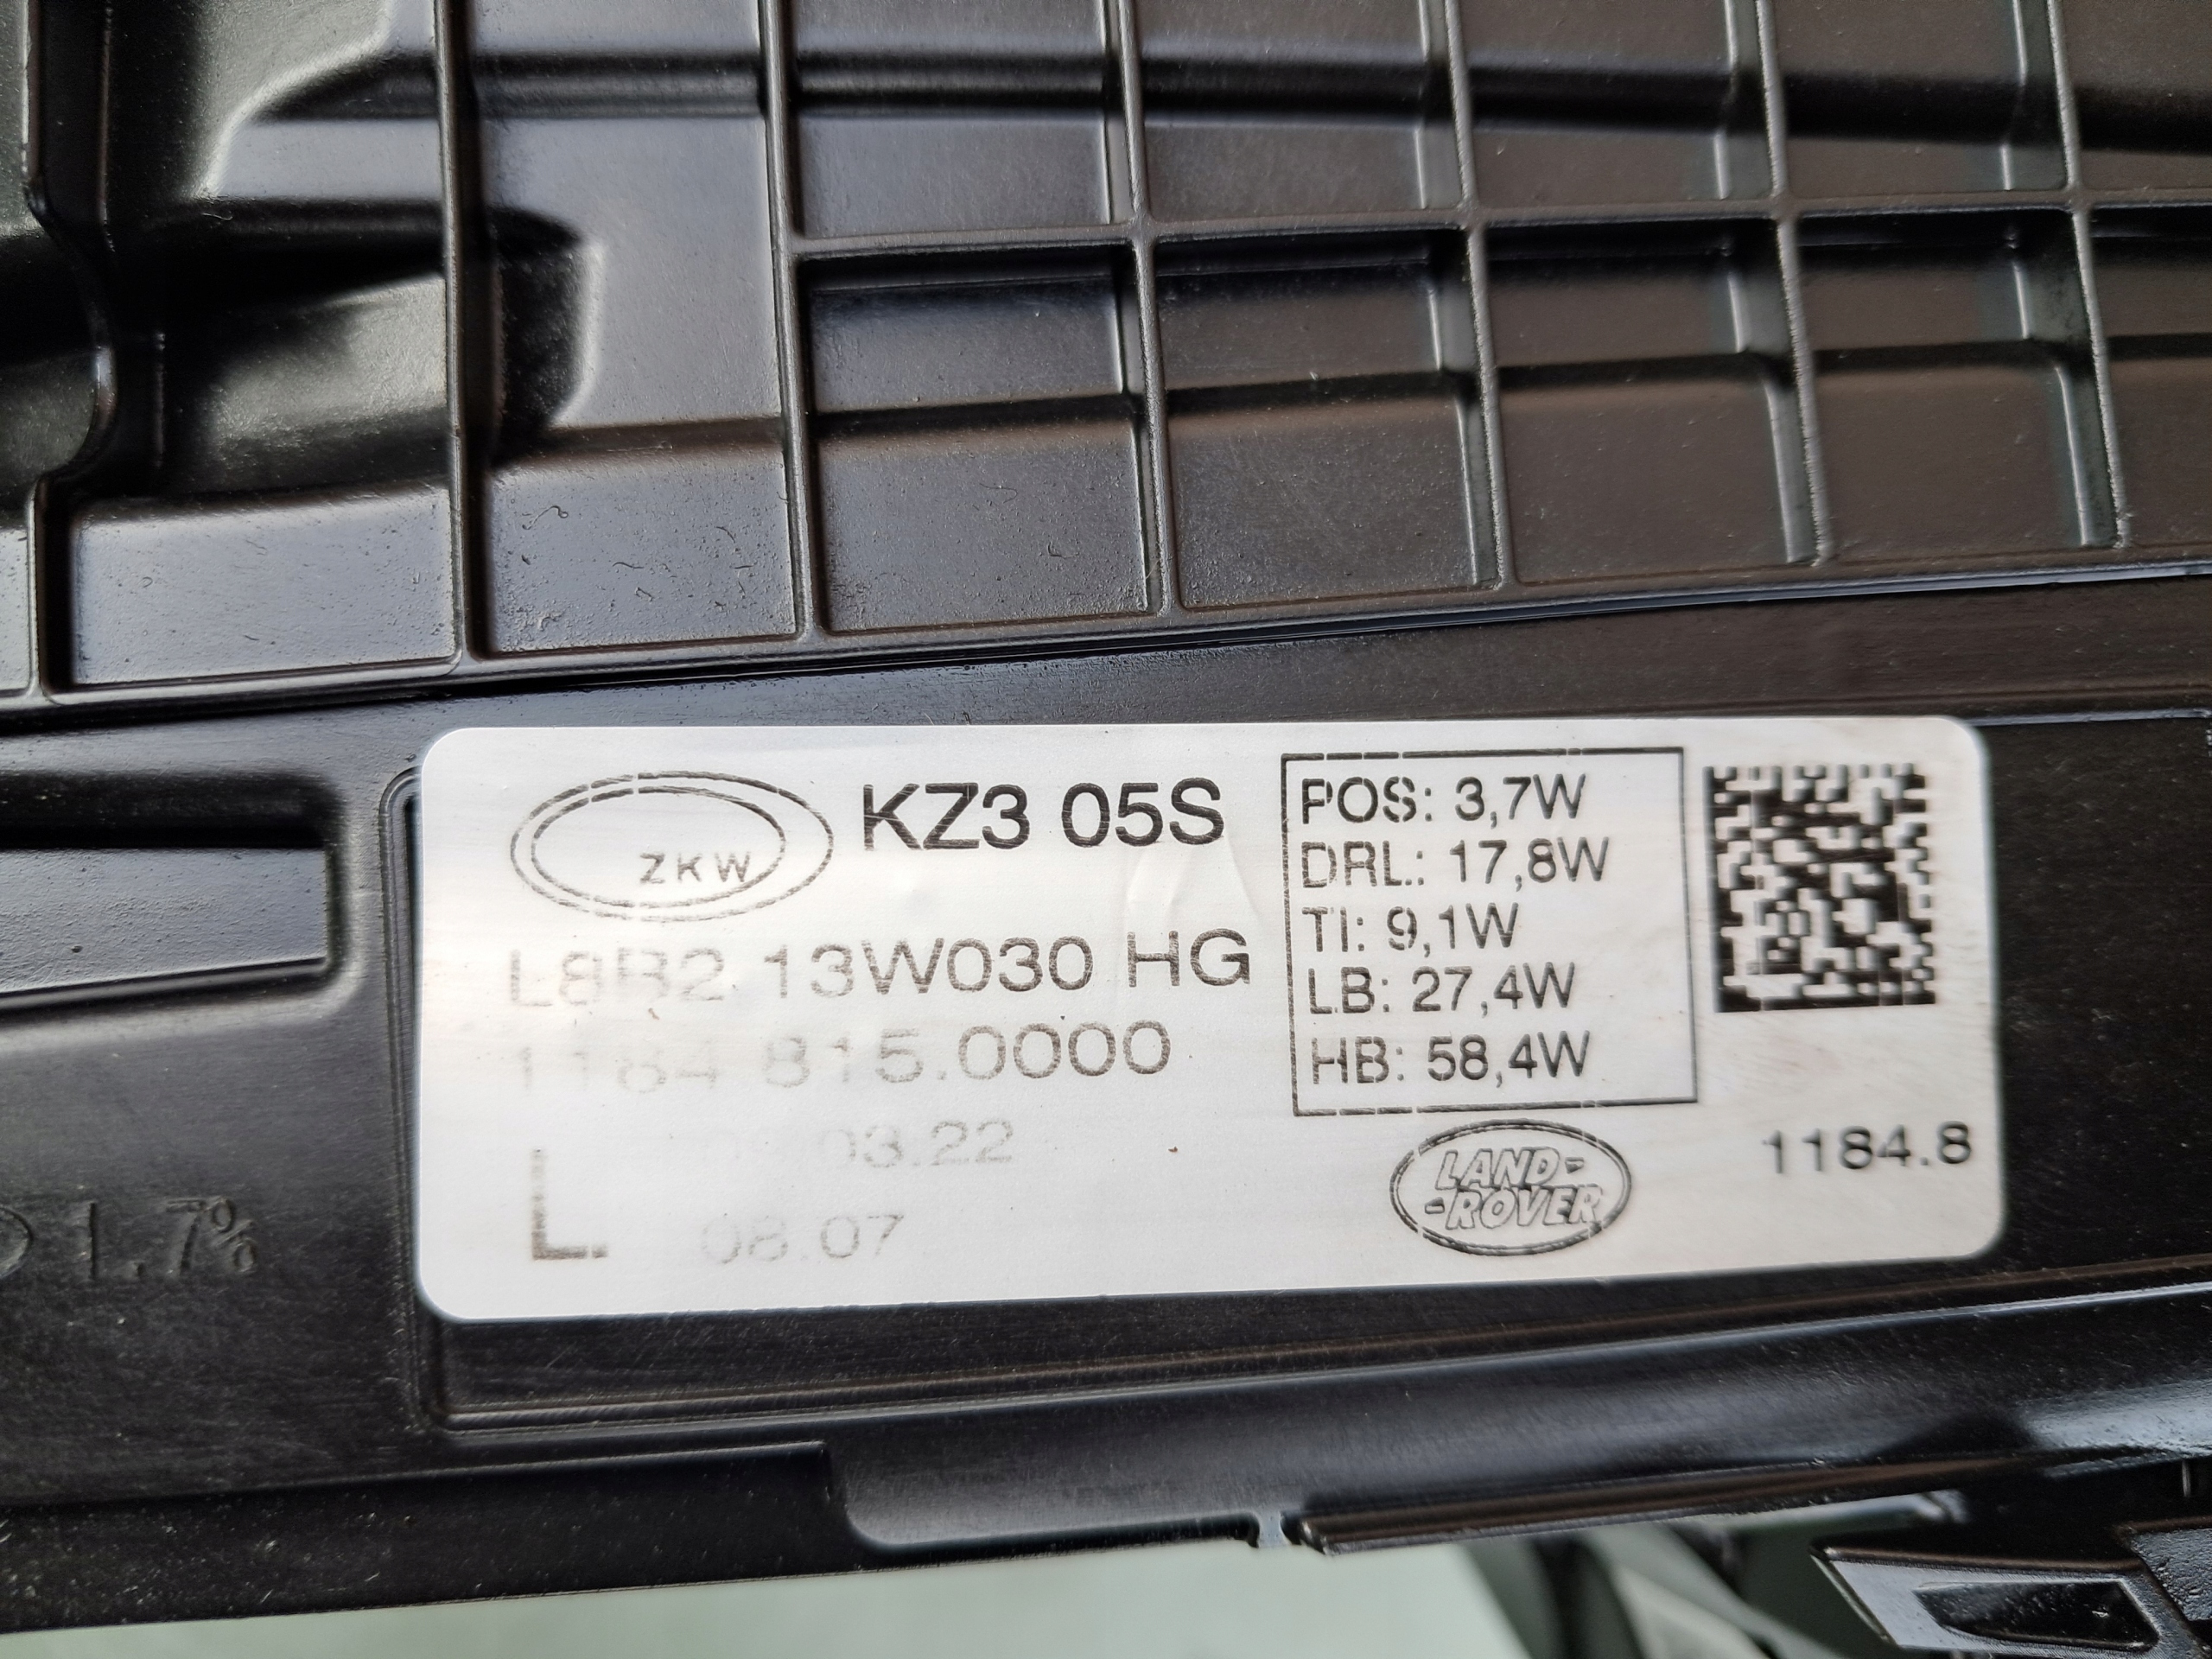 ZKW
KZ3 05S
L8B2 13W030 HG
1184 815.0000
03.22
L
08.07
POS: 3,7W
DRL: 17,8W
TI: 9,1W
LB: 27,4W
HB: 58,4W
LAND-
-ROVER
1184.8
1.7%